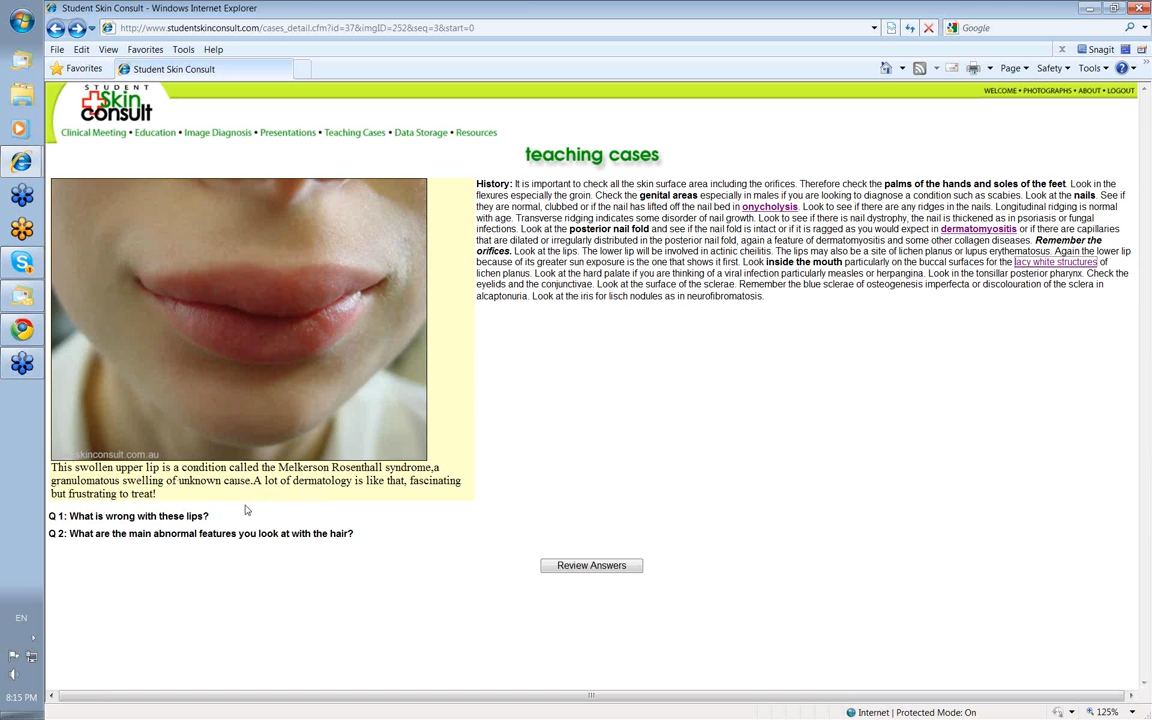 Student Skin Consult - Windows Internet Explorer
http://www.studentskinconsult.com/cases_detail.cfm?id=37&imgID=252&seq=3&start=0
Google
File Edit View Favorites Tools Help
x Snagit
Favorites Student Skin Consult
Page Safety Tools
STUDENT
Skin
consult
WELCOME • PHOTOGRAPHS • ABOUT • LOGOUT
Clinical Meeting • Education • Image Diagnosis • Presentations • Teaching Cases • Data Storage • Resources
teaching cases
skinconsult.com.au
This swollen upper lip is a condition called the Melkerson Rosenthall syndrome,a
granulomatous swelling of unknown cause.A lot of dermatology is like that, fascinating
but frustrating to treat!
History: It is important to check all the skin surface area including the orifices. Therefore check the palms of the hands and soles of the feet. Look in the
flexures especially the groin. Check the genital areas especially in males if you are looking to diagnose a condition such as scabies. Look at the nails. See if
they are normal, clubbed or if the nail has lifted off the nail bed in onycholysis. Look to see if there are any ridges in the nails. Longitudinal ridging is normal
with age. Transverse ridging indicates some disorder of nail growth. Look to see if there is nail dystrophy, the nail is thickened as in psoriasis or fungal
infections. Look at the posterior nail fold and see if the nail fold is intact or if it is ragged as you would expect in dermatomyositis or if there are capillaries
that are dilated or irregularly distributed in the posterior nail fold, again a feature of dermatomyositis and some other collagen diseases. Remember the
orifices. Look at the lips. The lower lip will be involved in actinic cheilitis. The lips may also be a site of lichen planus or lupus erythematosus. Again the lower lip
because of its greater sun exposure is the one that shows it first. Look inside the mouth particularly on the buccal surfaces for the lacy white structures of
lichen planus. Look at the hard palate if you are thinking of a viral infection particularly measles or herpangina. Look in the tonsillar posterior pharynx. Check the
eyelids and the conjunctivae. Look at the surface of the sclerae. Remember the blue sclerae of osteogenesis imperfecta or discolouration of the sclera in
alcaptonuria. Look at the iris for lisch nodules as in neurofibromatosis.
Q 1: What is wrong with these lips?
Q 2: What are the main abnormal features you look at with the hair?
Review Answers
EN
8:15 PM
Internet | Protected Mode: On
125%